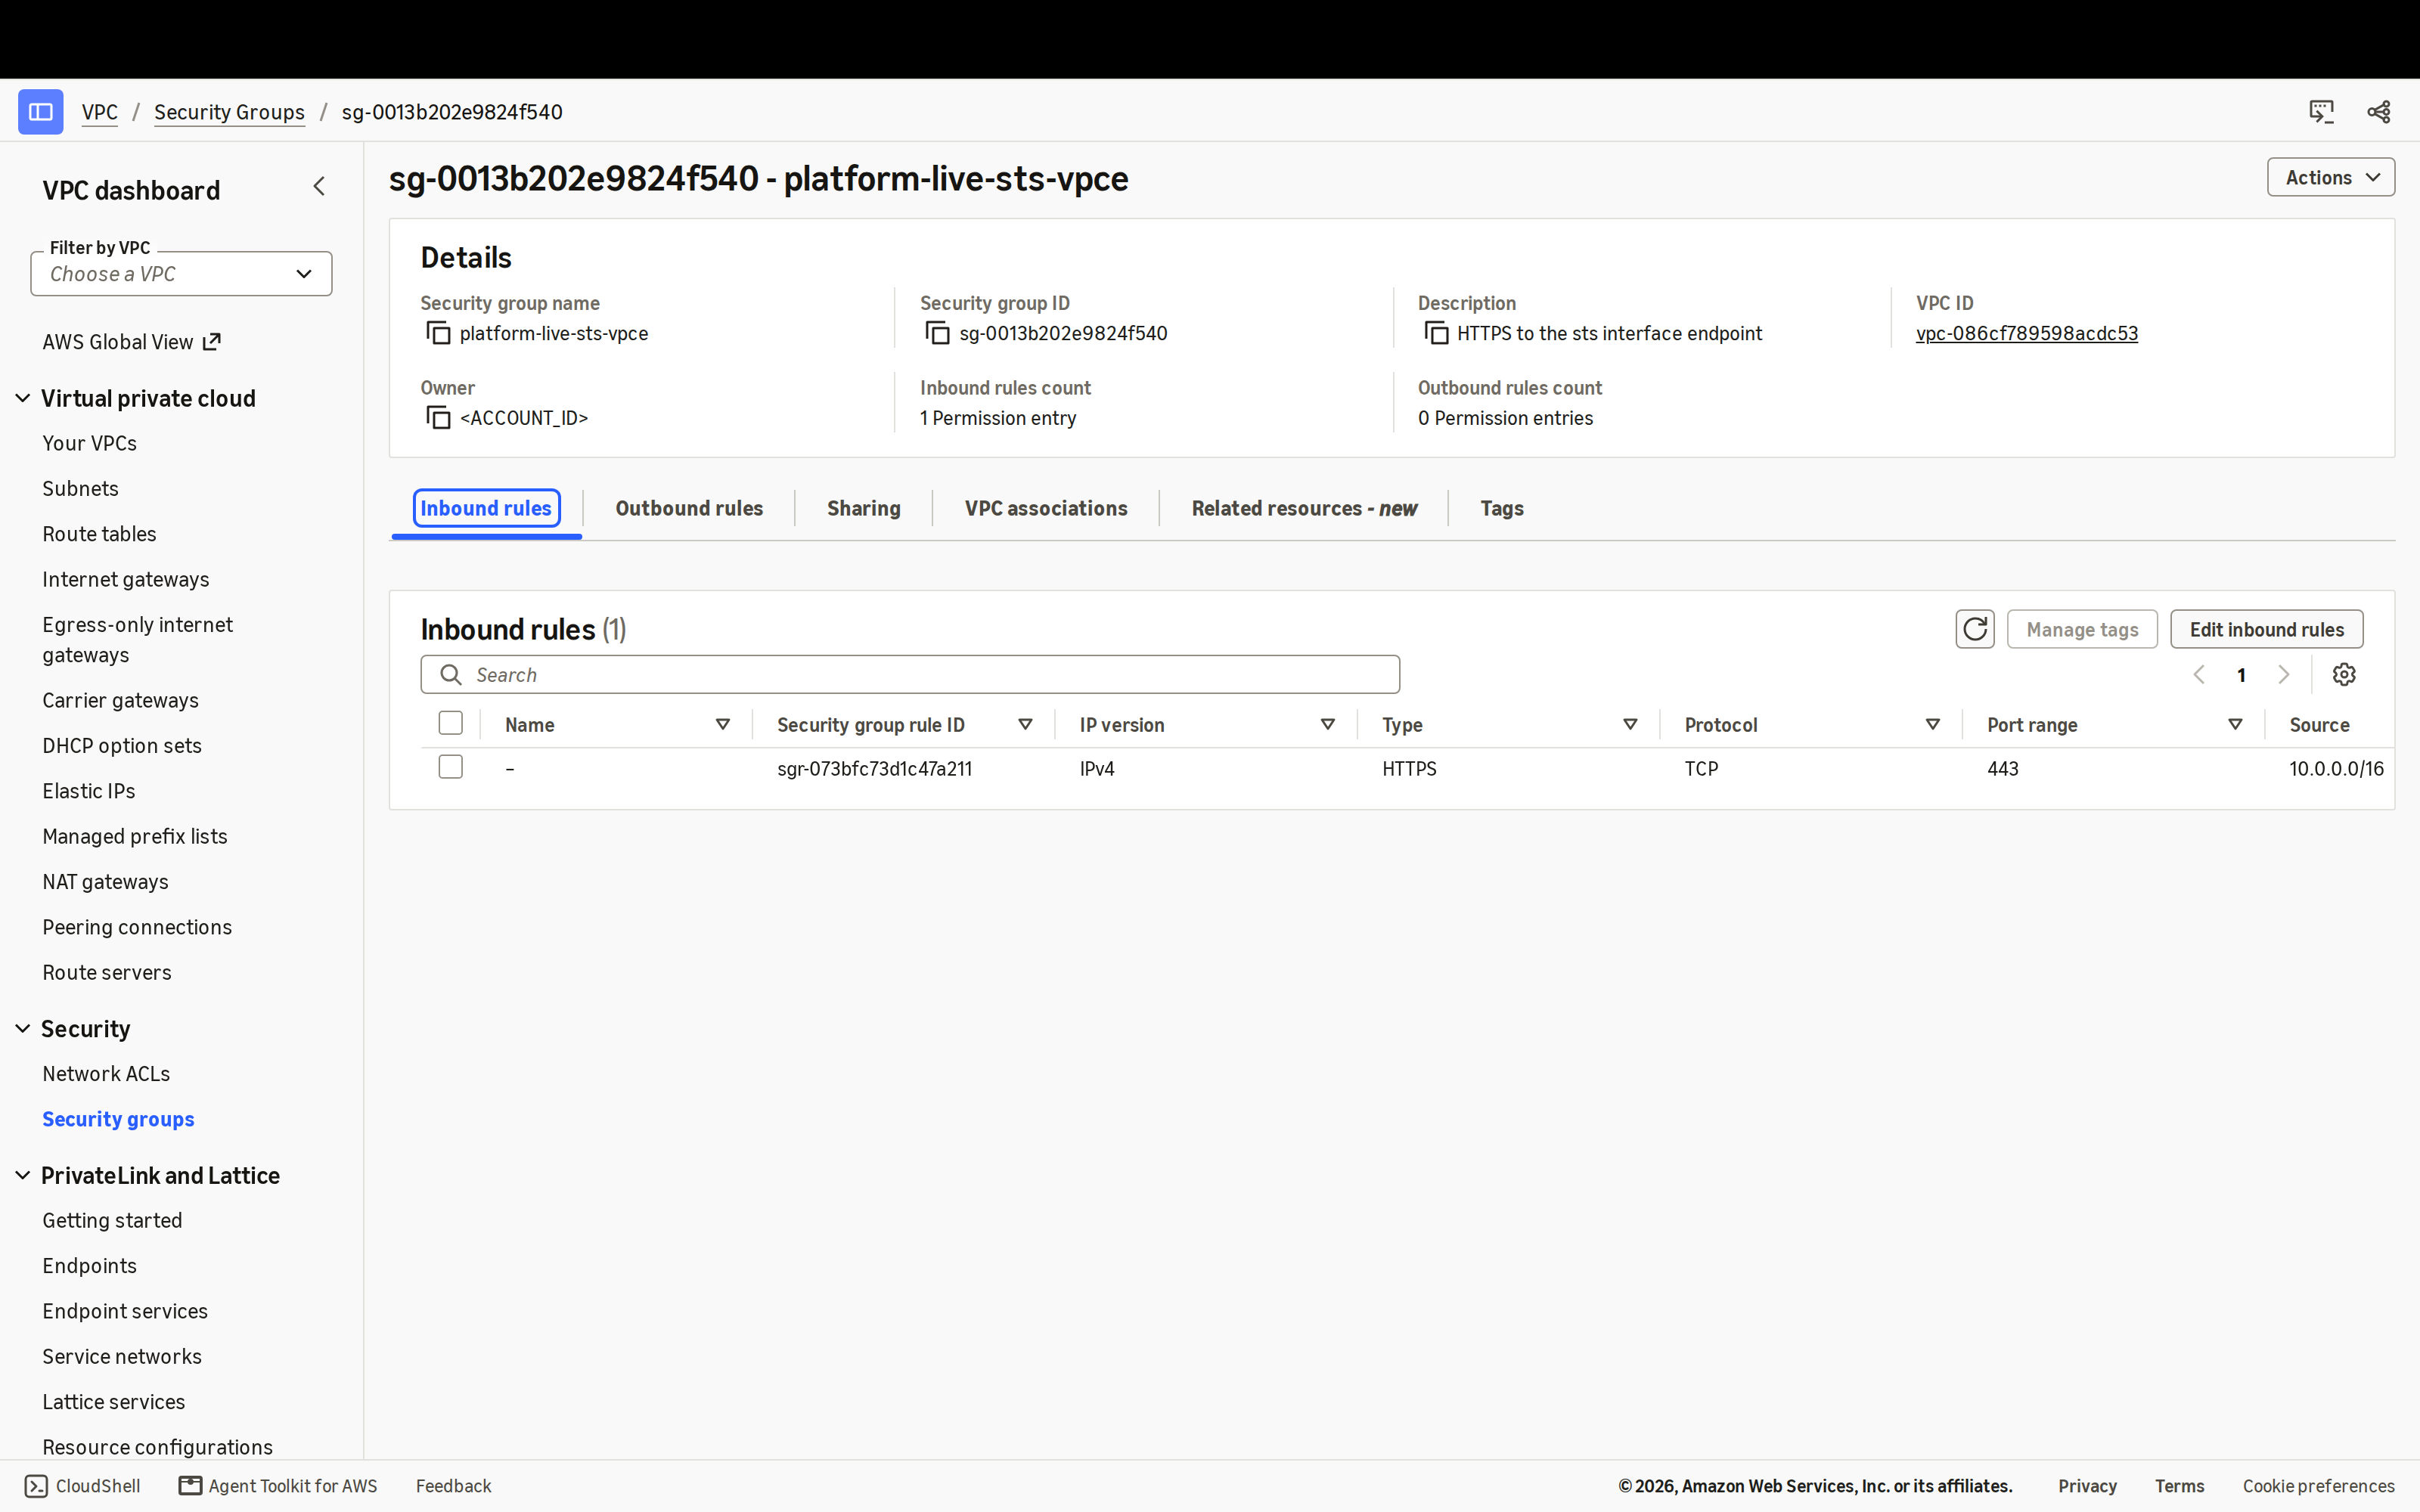 VPC / Security Groups / sg-0013b202e9824f540
VPC dashboard
Filter by VPC
Choose a VPC
AWS Global View
Virtual private cloud
Your VPCs
Subnets
Route tables
Internet gateways
Egress-only internet
gateways
Carrier gateways
DHCP option sets
Elastic IPs
Managed prefix lists
NAT gateways
Peering connections
Route servers
Security
Network ACLs
Security groups
PrivateLink and Lattice
Getting started
Endpoints
Endpoint services
Service networks
Lattice services
Resource configurations
sg-0013b202e9824f540 - platform-live-sts-vpce
Actions
Details
Security group name
platform-live-sts-vpce
Security group ID
sg-0013b202e9824f540
Description
HTTPS to the sts interface endpoint
VPC ID
vpc-086cf789598acdc53
Owner
<ACCOUNT_ID>
Inbound rules count
1 Permission entry
Outbound rules count
0 Permission entries
Inbound rules Outbound rules Sharing VPC associations Related resources - new Tags
Inbound rules (1)
Manage tags Edit inbound rules
Search
1
Name Security group rule ID IP version Type Protocol Port range Source
– sgr-073bfc73d1c47a211 IPv4 HTTPS TCP 443 10.0.0.0/16
CloudShell Agent Toolkit for AWS Feedback © 2026, Amazon Web Services, Inc. or its affiliates. Privacy Terms Cookie preferences